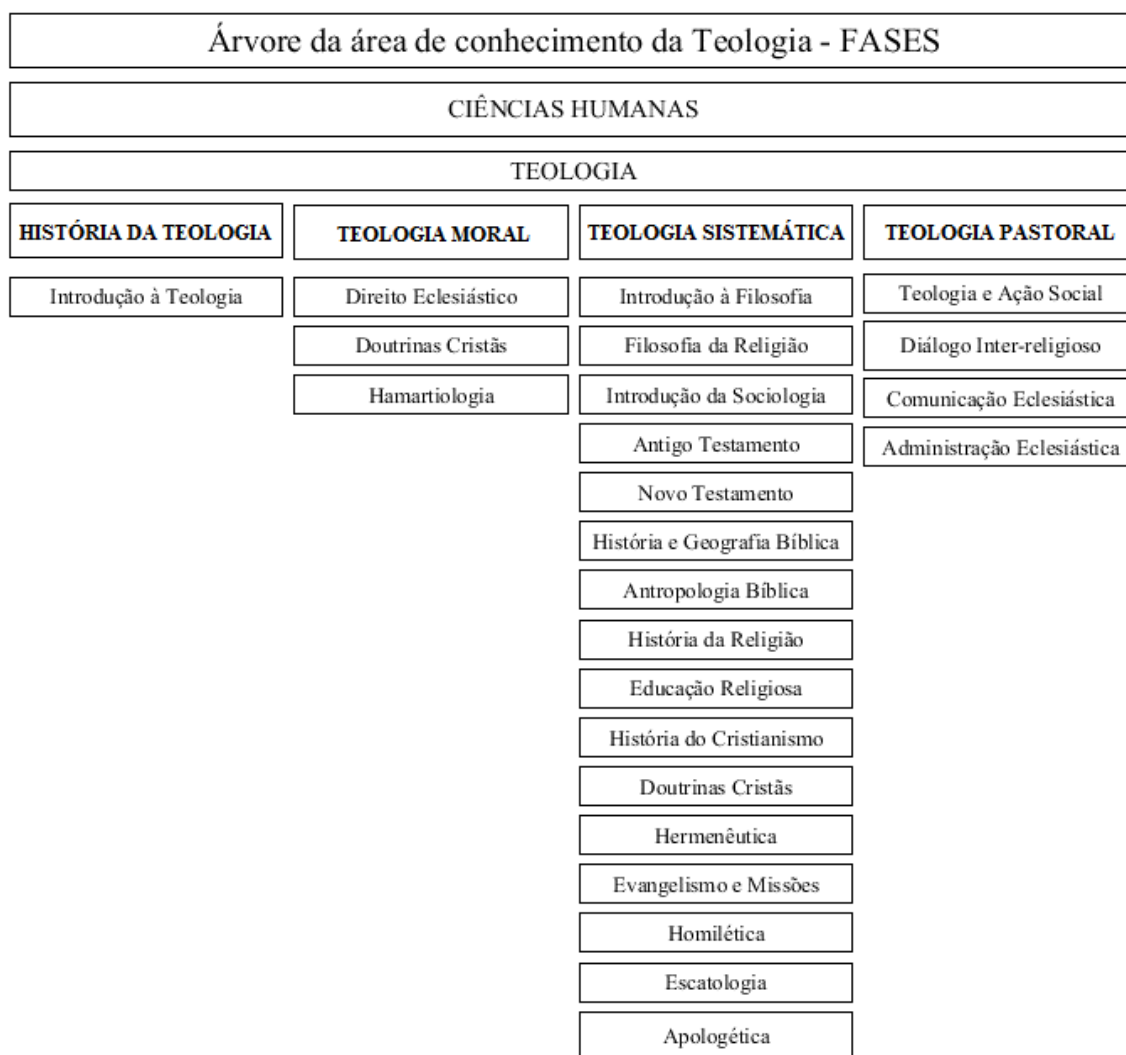 Árvore da área de conhecimento da Teologia - FASES
CIÊNCIAS HUMANAS
TEOLOGIA
HISTÓRIA DA TEOLOGIA
Introdução à Teologia
TEOLOGIA MORAL
Direito Eclesiástico
Doutrinas Cristãs
Hamartiologia
TEOLOGIA SISTEMÁTICA
Introdução à Filosofia
Filosofia da Religião
Introdução da Sociologia
Antigo Testamento
Novo Testamento
História e Geografia Bíblica
Antropologia Bíblica
História da Religião
Educação Religiosa
História do Cristianismo
Doutrinas Cristãs
Hermenêutica
Evangelismo e Missões
Homilética
Escatologia
Apologética
TEOLOGIA PASTORAL
Teologia e Ação Social
Diálogo Inter-religioso
Comunicação Eclesiástica
Administração Eclesiástica